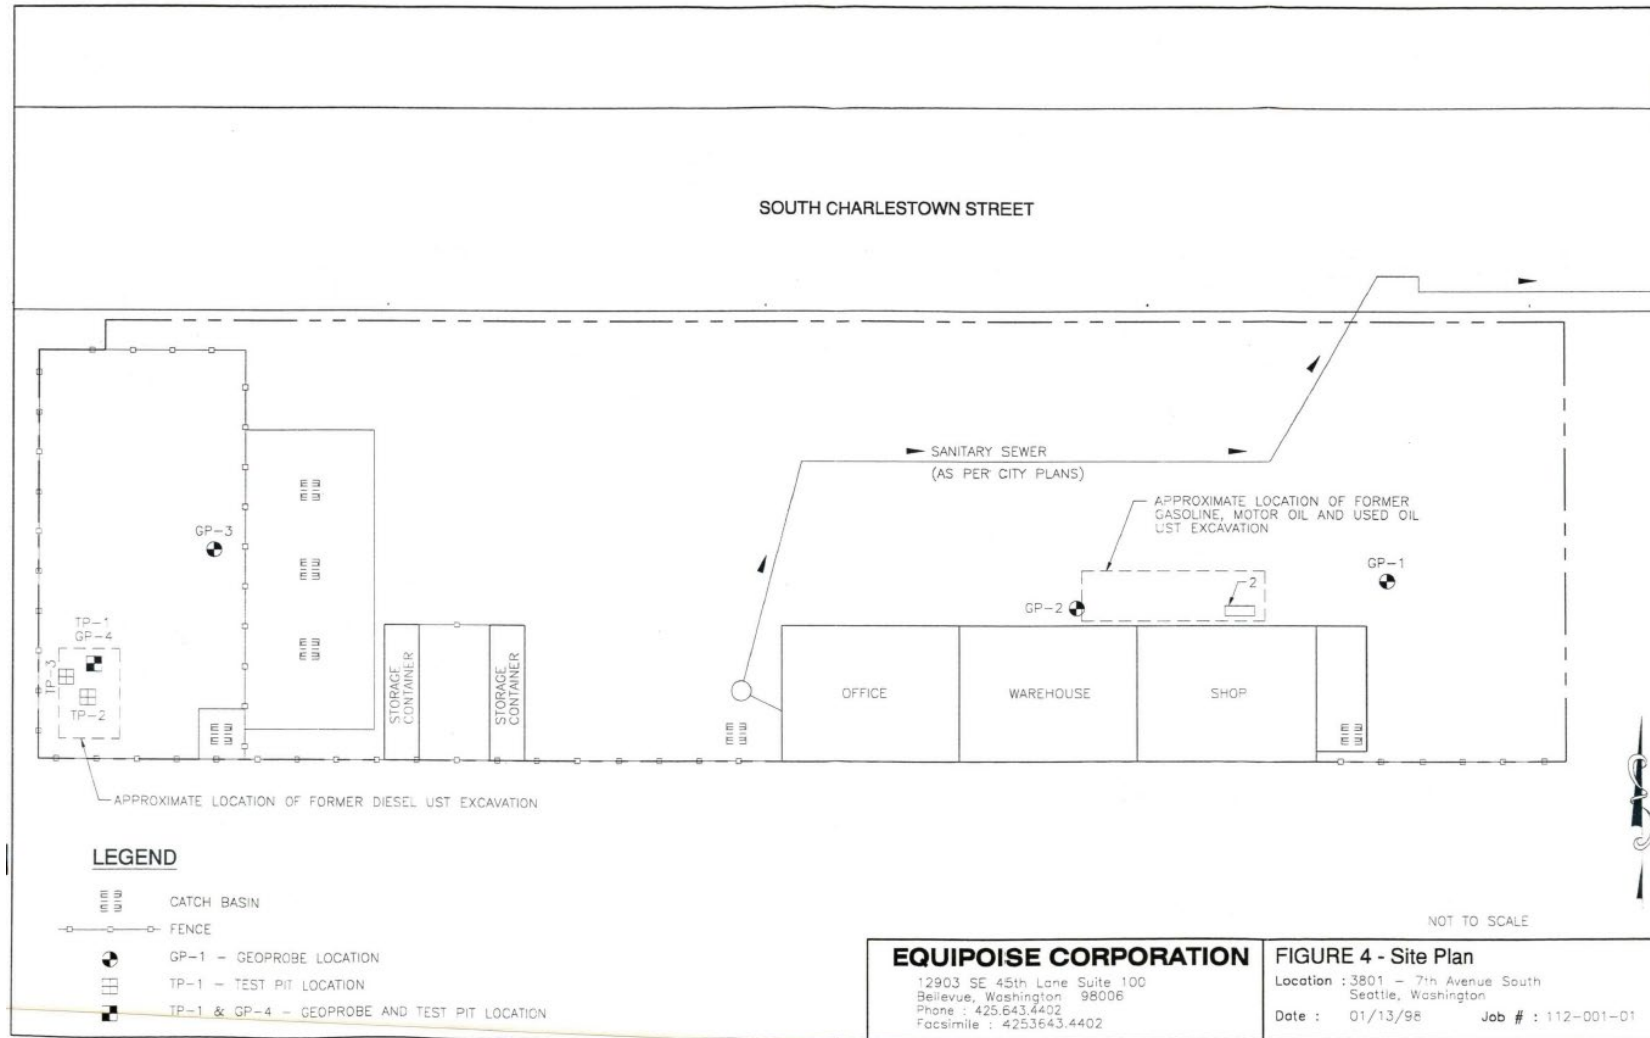 SOUTH CHARLESTOWN STREET
SANITARY SEWER
(AS PER CITY PLANS)
APPROXIMATE LOCATION OF FORMER
GASOLINE, MOTOR OIL AND USED OIL
UST EXCAVATION
GP-3
GP-1
2
GP-2
TP-1
GP-4
TP-3
TP-2
STORAGE
CONTAINER
STORAGE
CONTAINER
OFFICE
WAREHOUSE
SHOP
APPROXIMATE LOCATION OF FORMER DIESEL UST EXCAVATION
LEGEND
CATCH BASIN
FENCE
GP-1 - GEOPROBE LOCATION
TP-1 - TEST PIT LOCATION
TP-1 & GP-4 - GEOPROBE AND TEST PIT LOCATION
NOT TO SCALE
EQUIPOISE CORPORATION
12903 SE 45th Lane Suite 100
Bellevue, Washington 98006
Phone : 425.643.4402
Facsimile : 4253643.4402
FIGURE 4 - Site Plan
Location : 3801 - 7th Avenue South
Seattle, Washington
Date : 01/13/98 Job # : 112-001-01